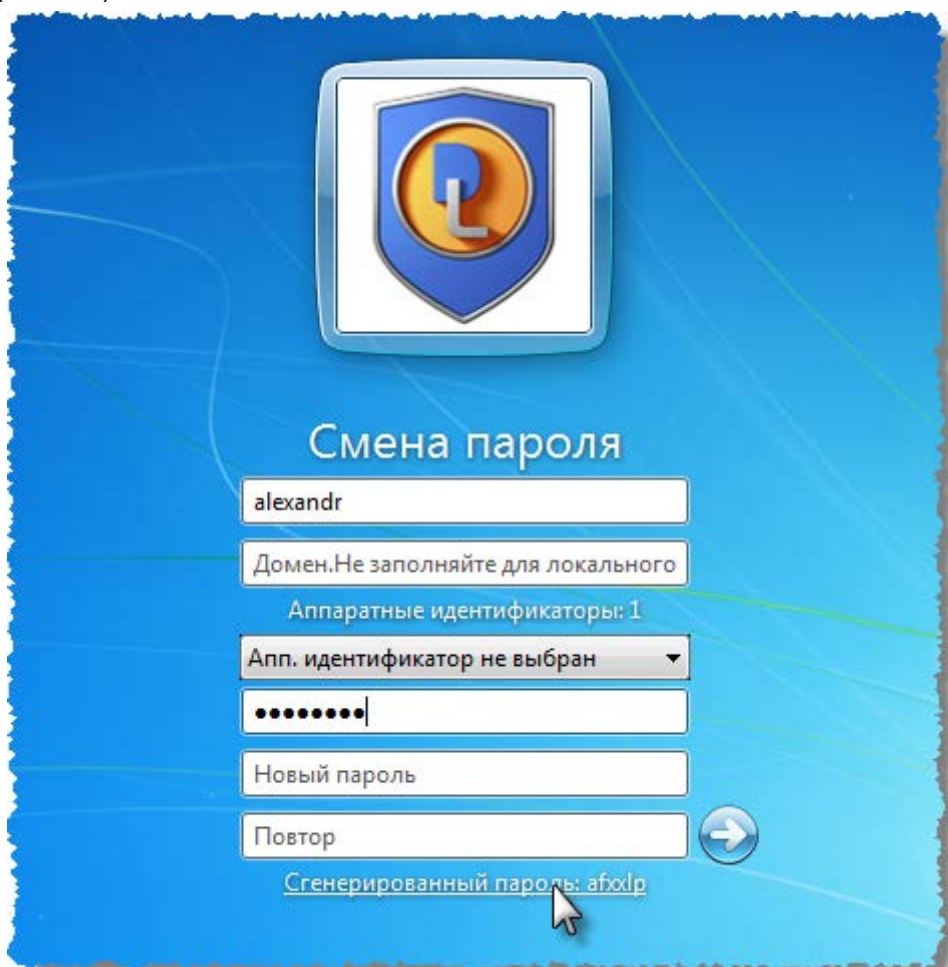 DL
Смена пароля
alexandr
Домен.Не заполняйте для локального
Аппаратные идентификаторы: 1
Апп. идентификатор не выбран
●●●●●●●●
Новый пароль
Повтор
Сгенерированный пароль: afxxlp